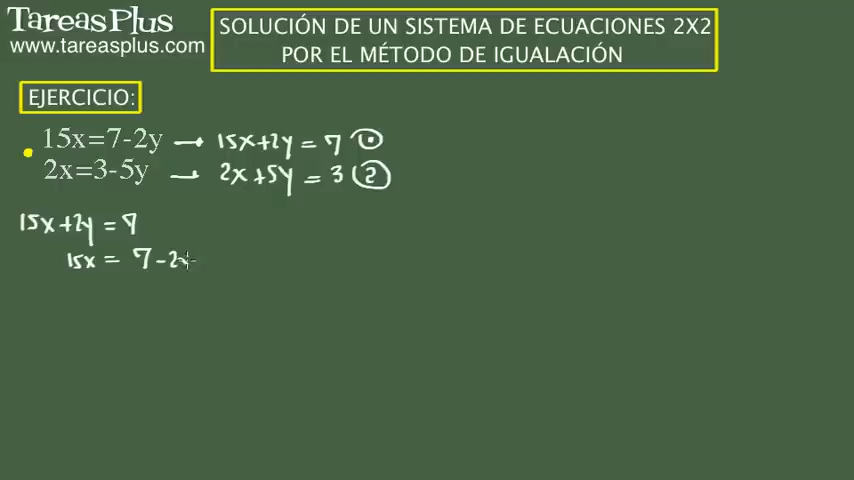 TareasPlus
www.tareasplus.com
SOLUCIÓN DE UN SISTEMA DE ECUACIONES 2X2
POR EL MÉTODO DE IGUALACIÓN
EJERCICIO:
15x=7-2y → 15x+2y = 7 ①
2x=3-5y → 2x+5y = 3 ②
15x+2y = 7
15x = 7-2